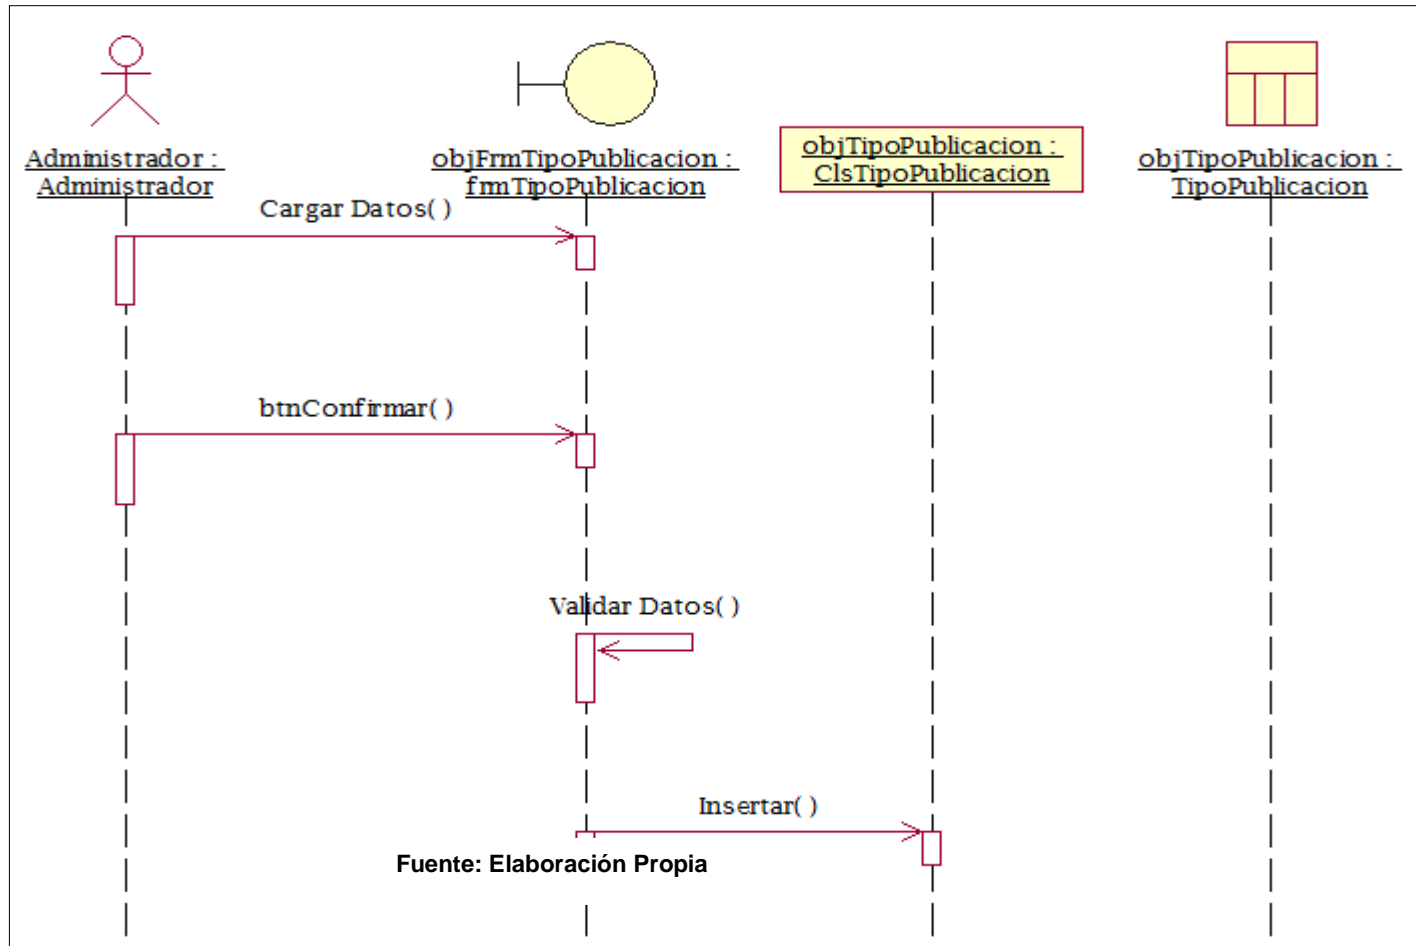 Administrador :
Administrador
objFrmTipoPublicacion :
frmTipoPublicacion
objTipoPublicacion :
ClsTipoPublicacion
objTipoPublicacion :
TipoPublicacion
Cargar Datos( )
btnConfirmar( )
Validar Datos( )
Insertar( )
Fuente: Elaboración Propia